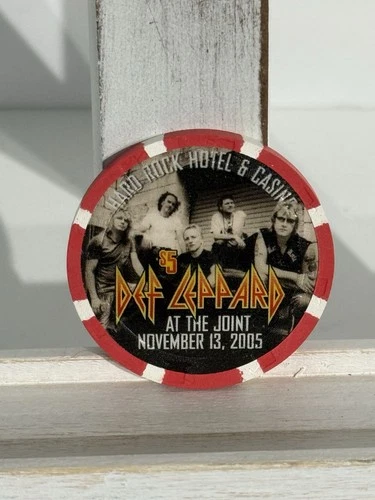 HARD ROCK HOTEL & CASINO
$5
DEF LEPPARD
AT THE JOINT
NOVEMBER 13, 2005